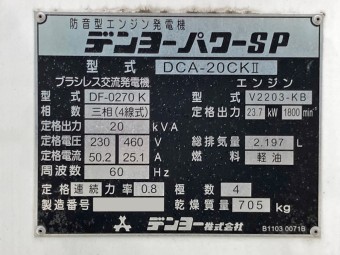 防音型エンジン発電機
デンヨーパワーSP
型式 DCA-20CKⅡ
ブラシレス交流発電機 エンジン
型式 DF-0270K 型式 V2203-KB
相数 三相(4線式) 定格出力 23.7 kW 1800 min⁻¹
定格出力 20 kVA
定格電圧 230 460 V 総排気量 2.197 L
定格電流 50.2 25.1 A 燃料 軽油
周波数 60 Hz
定格 連続 力率 0.8 極数 4
製造番号 乾燥質量 705 kg
デンヨー株式会社
B1103 00716